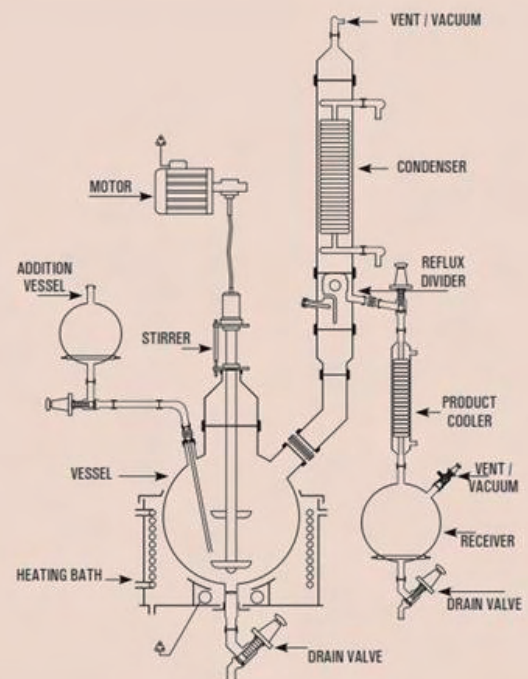 VENT / VACUUM
CONDENSER
MOTOR
REFLUX
DIVIDER
ADDITION
VESSEL
STIRRER
PRODUCT
COOLER
VESSEL
VENT /
VACUUM
RECEIVER
HEATING BATH
DRAIN VALVE
DRAIN VALVE